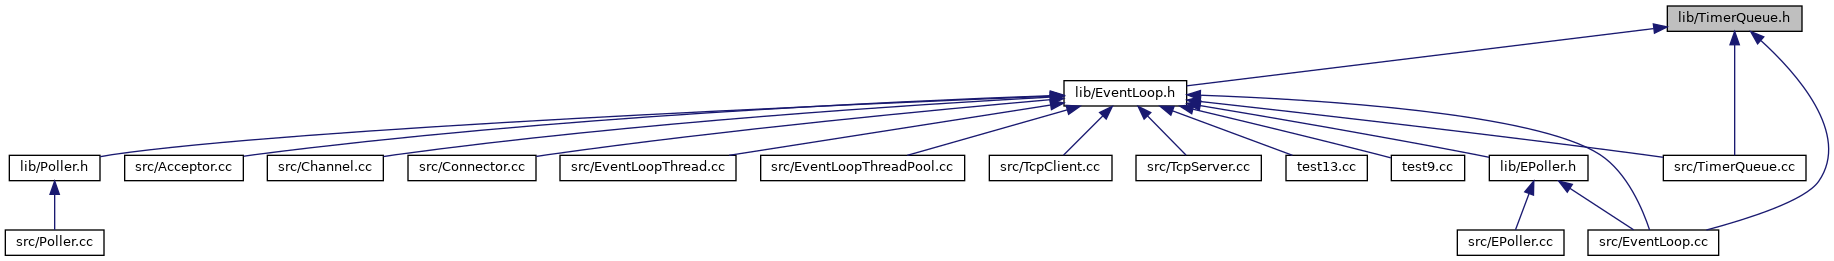 lib/TimerQueue.h
lib/EventLoop.h
lib/Poller.h
src/Acceptor.cc
src/Channel.cc
src/Connector.cc
src/EventLoopThread.cc
src/EventLoopThreadPool.cc
src/TcpClient.cc
src/TcpServer.cc
test13.cc
test9.cc
lib/EPoller.h
src/TimerQueue.cc
src/Poller.cc
src/EPoller.cc
src/EventLoop.cc